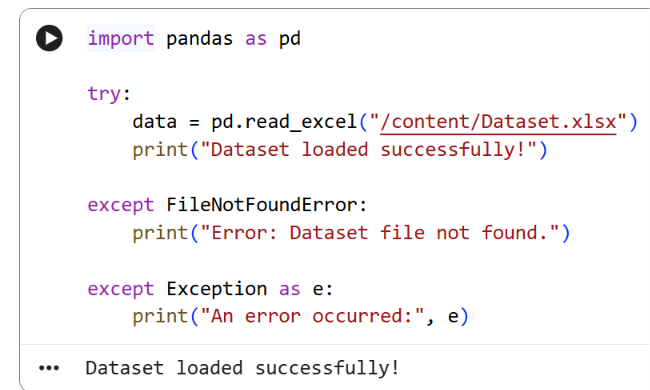 import pandas as pd
try:
    data = pd.read_excel("/content/Dataset.xlsx")
    print("Dataset loaded successfully!")
except FileNotFoundError:
    print("Error: Dataset file not found.")
except Exception as e:
    print("An error occurred:", e)
Dataset loaded successfully!